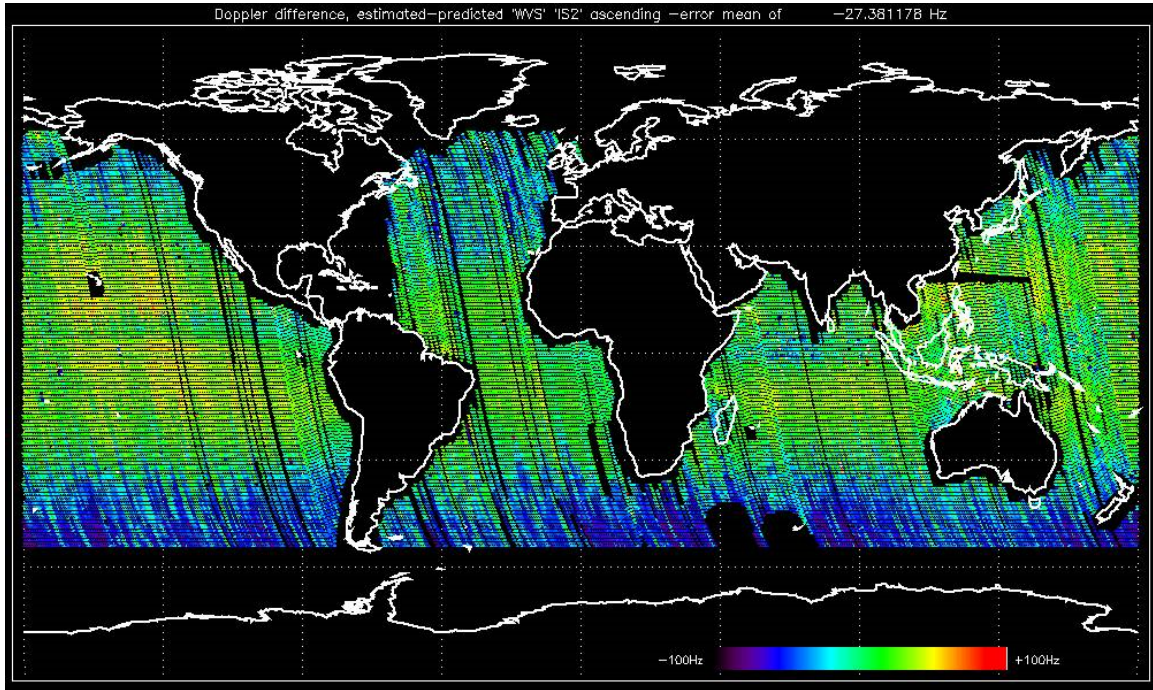 Doppler difference, estimated-predicted 'WVS' 'IS2' ascending -error mean of -27.381178 Hz
-100Hz +100Hz